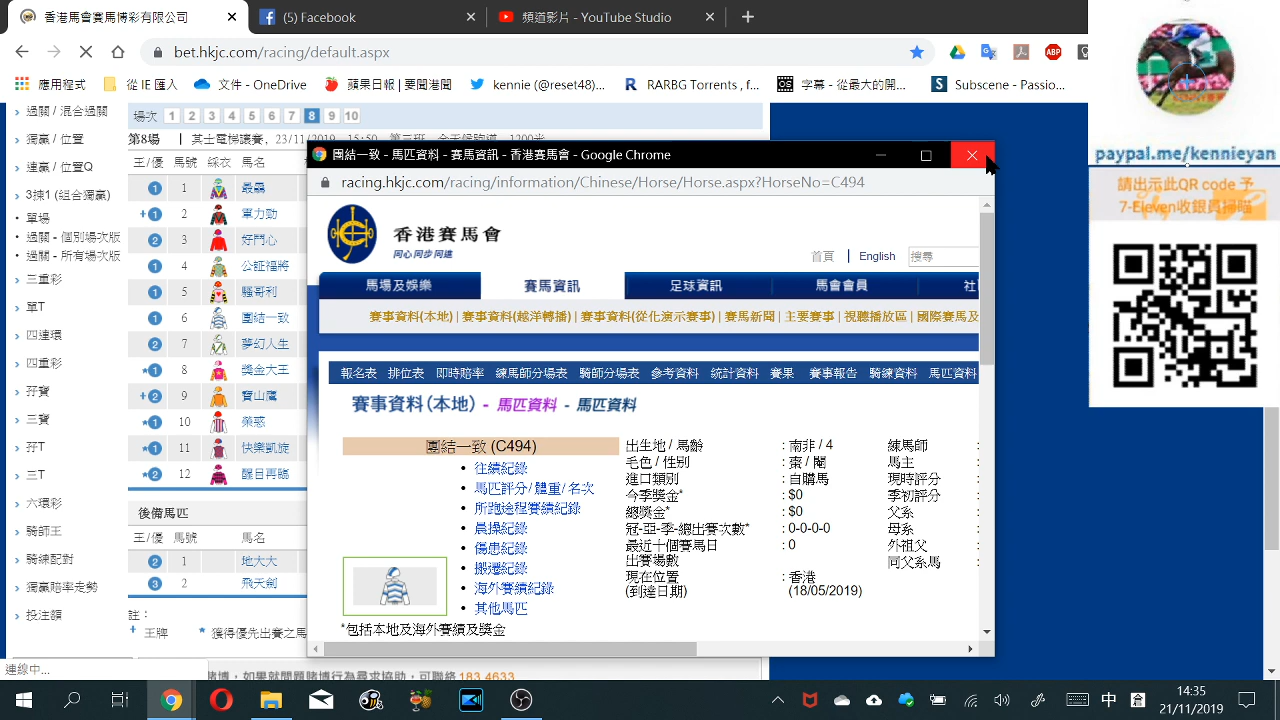 香港馬會賽馬博彩有限公司
(5) Facebook
頻道影片 - YouTube Studio
bet.hkjc.com/racing/default.aspx
應用程式
從 IE 匯入
文件 - OneDrive
蘋果日報 | 要聞港聞
Kennie (@reset48)...
RARBG Torrents , f...
字幕 - 從最大的開...
Subscene - Passio...
paypal.me/kennieyan
請出示此QR code 予
7-Eleven收銀員掃瞄
過關 / 混合過關
獨贏 / 位置
連贏 / 位置Q
3揀1 (組合獨贏)
單場
過關 - 個別場次版
過關 - 所有場次版
三重彩
單T
四連環
四重彩
孖寶
三寶
孖T
三T
六環彩
騎師王
騎練配對
獨贏賠率走勢
投注額
連線中...
場次 1 2 3 4 5 6 7 8 9 10
第8場
王/優 馬號 綵衣 馬名
1 1
+1 2 軍力勁
2 3 好鬥心
1 4 公証福將
1 5 騷哥利
1 6 團結一致
2 7 夢幻人生
★1 8 獎金大王
+2 9 寶山鷹
★1 10
★1 11 快樂凱旋
★2 12 醒目再臨
後備馬匹
王/優 馬號 馬名
2 1 地大大
3 2 飛天劍
註：
+ 王牌 ★ 獲得優先出賽之馬
183 4633
團結一致 - 馬匹資料 - 賽馬資訊 - 香港賽馬會 - Google Chrome
racing.hkjc.com/racing/information/Chinese/Horse/Horse.aspx?HorseNo=C494
香港賽馬會
同心同步同進
首頁 | English 搜尋
馬場及娛樂 賽馬資訊 足球資訊 馬會會員 社
賽事資料(本地) | 賽事資料(越洋轉播) | 賽事資料(從化演示賽事) | 賽馬新聞 | 主要賽事 | 視聽播放區 | 國際賽馬及
報名表 排位表 即時賠率 練馬師分場表 騎師分場表 參考資料 統計資料 賽果 賽事報告 騎練資料 馬匹資料
賽事資料(本地) - 馬匹資料 - 馬匹資料
團結一致 (C494)
往績紀錄
馬匹評分/體重/名次
所跑途程賽績紀錄
晨操紀錄
傷患紀錄
搬遷紀錄
海外賽績紀錄
其他馬匹
*包括本地及海外賽績及獎金
出生地 / 馬齡 : 南非 / 4
毛色 / 性別 : 棗 / 閹
進口類別 : 自購馬
今季獎金* : $0
總獎金* : $0
冠-亞-季-總出賽次數* : 0-0-0-0
最近十個賽馬日 : 0
出賽場數
現在位置 : 香港
(到達日期) (18/05/2019)
練馬師 :
馬主 :
現時評分 :
季初評分 :
父系 :
母系 :
外祖父 :
同父系馬 :
中
14:35
21/11/2019